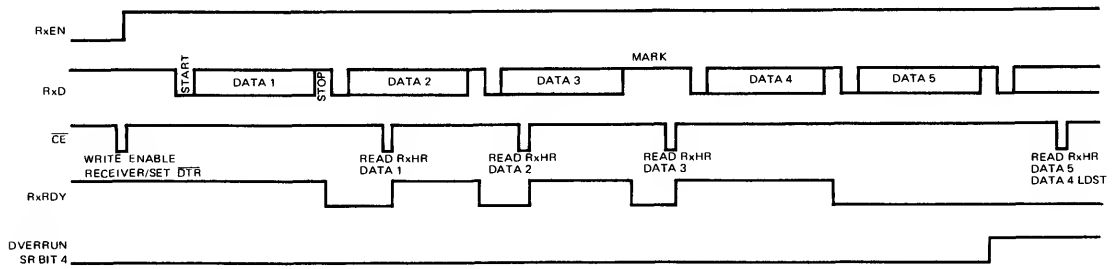 RxEN
MARK
RxD
START
DATA 1
STOP
DATA 2
DATA 3
DATA 4
DATA 5
CE
WRITE ENABLE
RECEIVER/SET DTR
READ RxHR
DATA 1
READ RxHR
DATA 2
READ RxHR
DATA 3
READ RxHR
DATA 5
DATA 4 LDST
RxRDY
DVERRUN
SR BIT 4